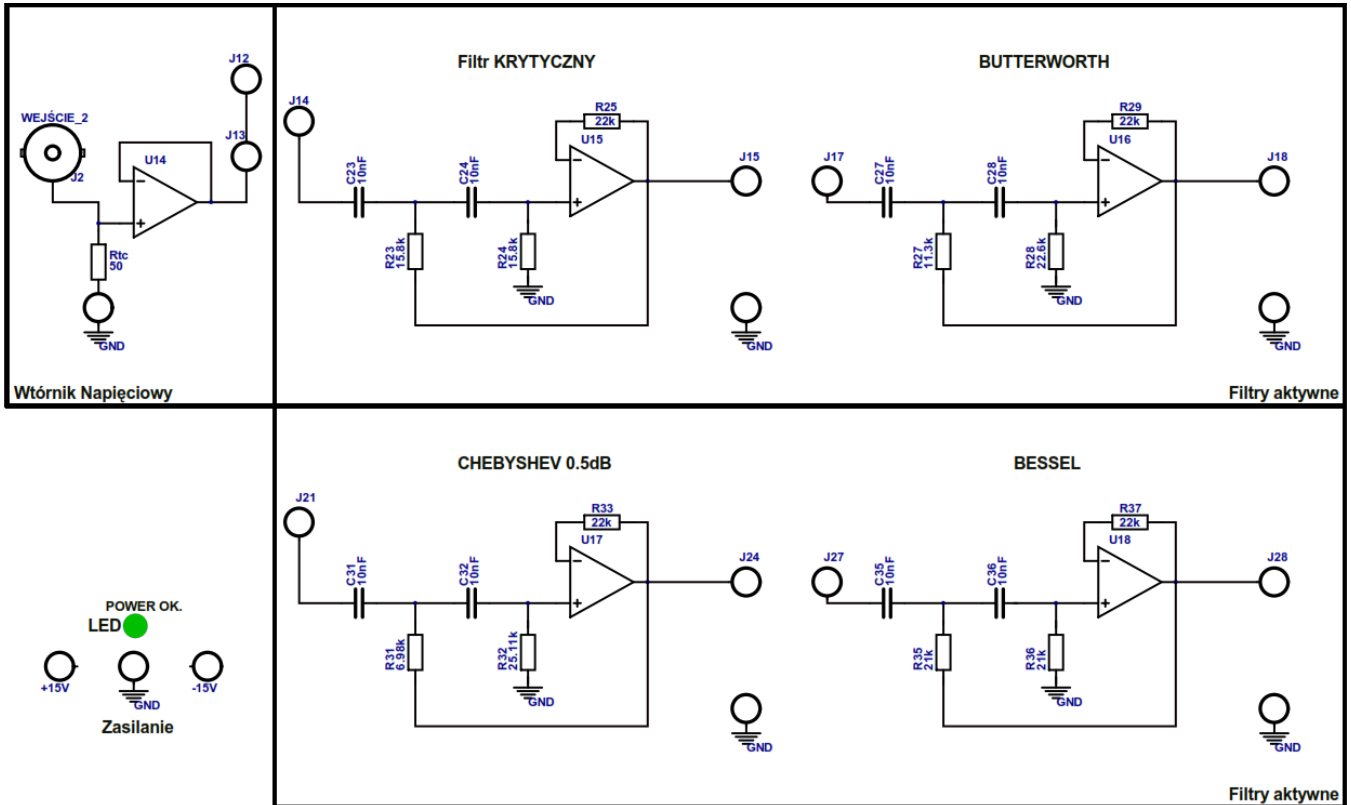 WEJŚCIE_2
J2
U14
J12
J13
Rtc
50
GND
Wtórnik Napięciowy
Filtr KRYTYCZNY
J14
C23
10nF
C24
10nF
R25
22k
U15
R23
15.8k
R24
15.8k
GND
J15
GND
BUTTERWORTH
J17
C27
10nF
C28
10nF
R29
22k
U16
R27
11.3k
R28
22.6k
GND
J18
GND
Filtry aktywne
POWER OK.
LED
+15V
GND
-15V
Zasilanie
CHEBYSHEV 0.5dB
J21
C31
10nF
C32
10nF
R33
22k
U17
R31
6.98k
R32
25.11k
GND
J24
GND
BESSEL
J27
C35
10nF
C36
10nF
R37
22k
U18
R35
21k
R36
21k
GND
J28
GND
Filtry aktywne